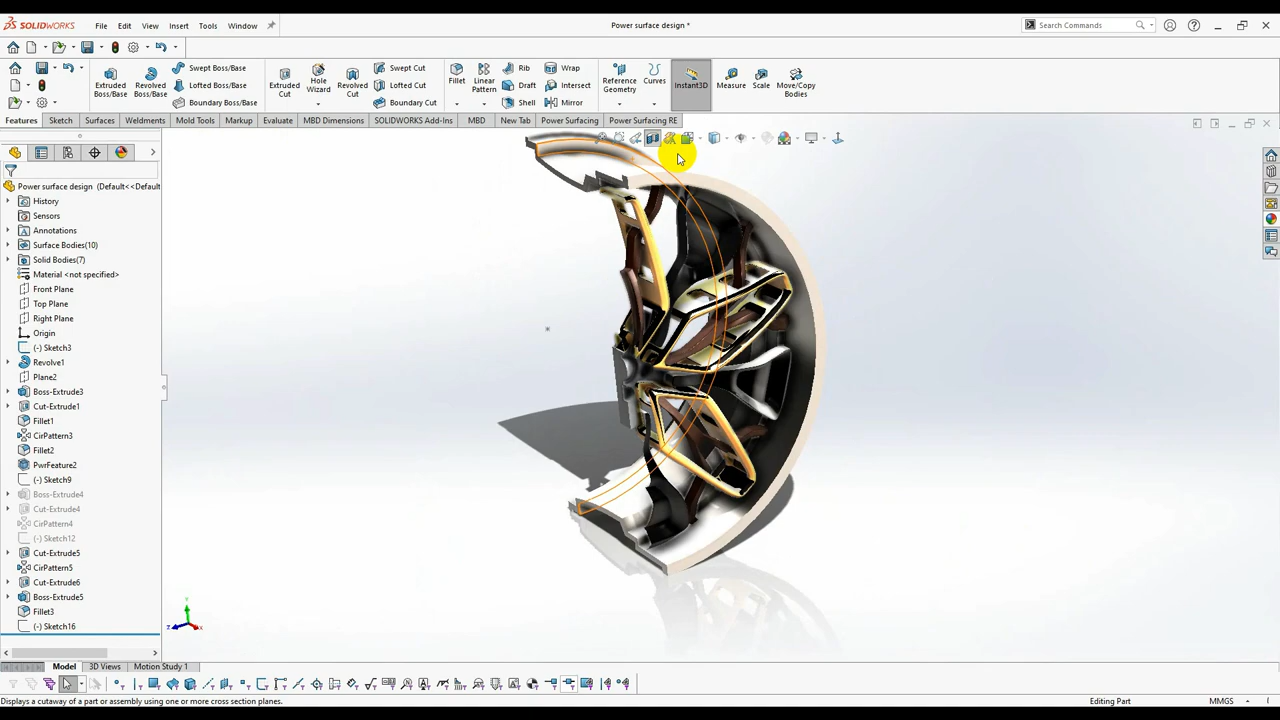 SOLIDWORKS File Edit View Insert Tools Window Power surface design * Search Commands
Extruded Boss/Base Revolved Boss/Base Swept Boss/Base Lofted Boss/Base Boundary Boss/Base Extruded Cut Hole Wizard Revolved Cut Swept Cut Lofted Cut Boundary Cut Fillet Linear Pattern Rib Draft Shell Wrap Intersect Mirror Reference Geometry Curves Instant3D Measure Scale Move/Copy Bodies
Features Sketch Surfaces Weldments Mold Tools Markup Evaluate MBD Dimensions SOLIDWORKS Add-Ins MBD New Tab Power Surfacing Power Surfacing RE
Power surface design (Default<<Default)
History
Sensors
Annotations
Surface Bodies(10)
Solid Bodies(7)
Material <not specified>
Front Plane
Top Plane
Right Plane
Origin
(-) Sketch3
Revolve1
Plane2
Boss-Extrude3
Cut-Extrude1
Fillet1
CirPattern3
Fillet2
PwrFeature2
(-) Sketch9
Boss-Extrude4
Cut-Extrude4
CirPattern4
(-) Sketch12
Cut-Extrude5
CirPattern5
Cut-Extrude6
Boss-Extrude5
Fillet3
(-) Sketch16
Model 3D Views Motion Study 1
Displays a cutaway of a part or assembly using one or more cross section planes. Editing Part MMGS